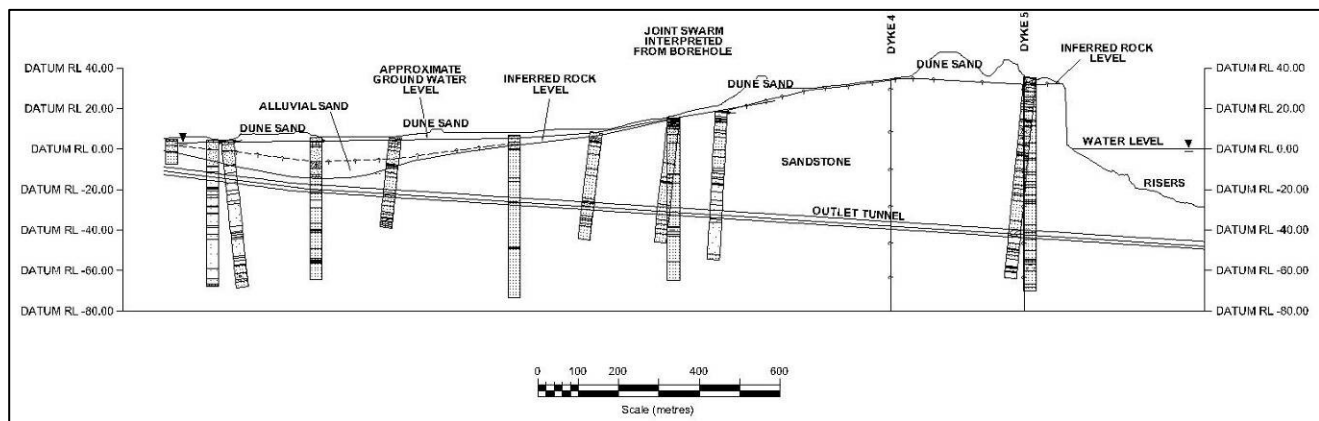 DYKE 4
DYKE 5
JOINT SWARM
INTERPRETED
FROM BOREHOLE
INFERRED ROCK
LEVEL
APPROXIMATE
GROUND WATER
LEVEL
INFERRED ROCK
LEVEL
DUNE SAND
DUNE SAND
ALLUVIAL SAND
DUNE SAND
DUNE SAND
DATUM RL 40.00
DATUM RL 20.00
DATUM RL 0.00
DATUM RL -20.00
DATUM RL -40.00
DATUM RL -60.00
DATUM RL -80.00
SANDSTONE
OUTLET TUNNEL
WATER LEVEL
RISERS
DATUM RL 40.00
DATUM RL 20.00
DATUM RL 0.00
DATUM RL -20.00
DATUM RL -40.00
DATUM RL -60.00
DATUM RL -80.00
0 100 200 400 600
Scale (metres)